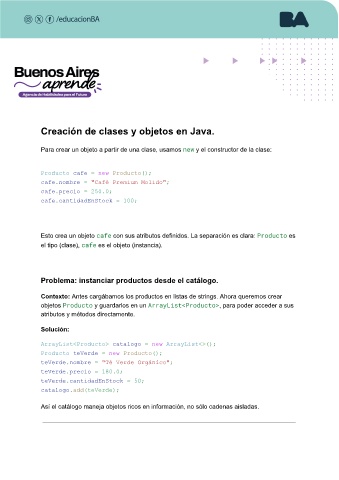 /educacionBA
BA
Buenos Aires
aprende
Agencia de Habilidades para el Futuro
Creación de clases y objetos en Java.
Para crear un objeto a partir de una clase, usamos new y el constructor de la clase:
Producto cafe = new Producto();
cafe.nombre = "Café Premium Molido";
cafe.precio = 250.0;
cafe.cantidadEnStock = 100;
Esto crea un objeto cafe con sus atributos definidos. La separación es clara: Producto es
el tipo (clase), cafe es el objeto (instancia).
Problema: instanciar productos desde el catálogo.
Contexto: Antes cargábamos los productos en listas de strings. Ahora queremos crear
objetos Producto y guardarlos en un ArrayList<Producto>, para poder acceder a sus
atributos y métodos directamente.
Solución:
ArrayList<Producto> catalogo = new ArrayList<>();
Producto teVerde = new Producto();
teVerde.nombre = "Té Verde Orgánico";
teVerde.precio = 180.0;
teVerde.cantidadEnStock = 50;
catalogo.add(teVerde);
Así el catálogo maneja objetos ricos en información, no sólo cadenas aisladas.